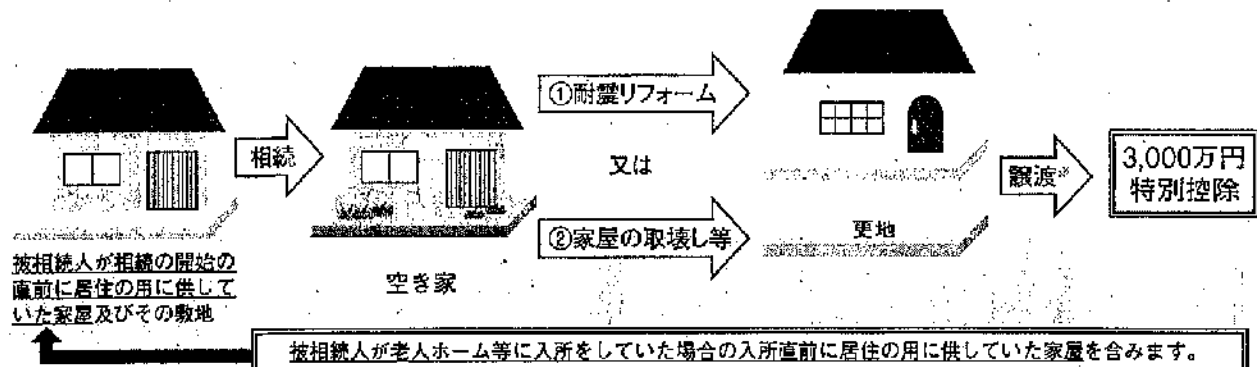 ①耐震リフォーム
相続
又は
譲渡※
3,000万円
特別控除
②家屋の取壊し等
更地
被相続人が相続の開始の
直前に居住の用に供して
いた家屋及びその敷地
空き家
被相続人が老人ホーム等に入所をしていた場合の入所直前に居住の用に供していた家屋を含みます。